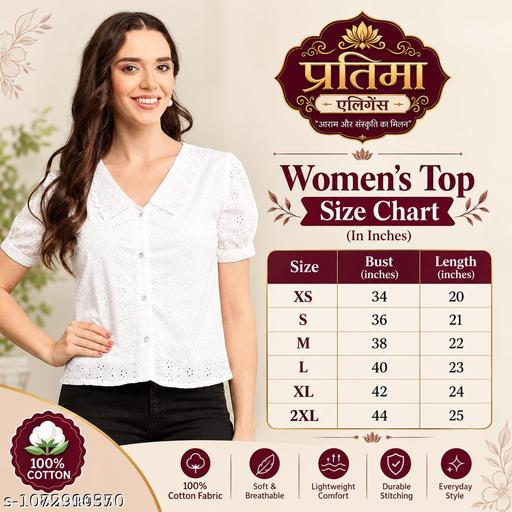 प्रतिमा
एलिगेंस
"आराम और संस्कृति का मिलन"
Women's Top
Size Chart
(In Inches)
Size Bust (inches) Length (inches)
XS 34 20
S 36 21
M 38 22
L 40 23
XL 42 24
2XL 44 25
100%
COTTON
100%
Cotton Fabric
Soft &
Breathable
Lightweight
Comfort
Durable
Stitching
Everyday
Style